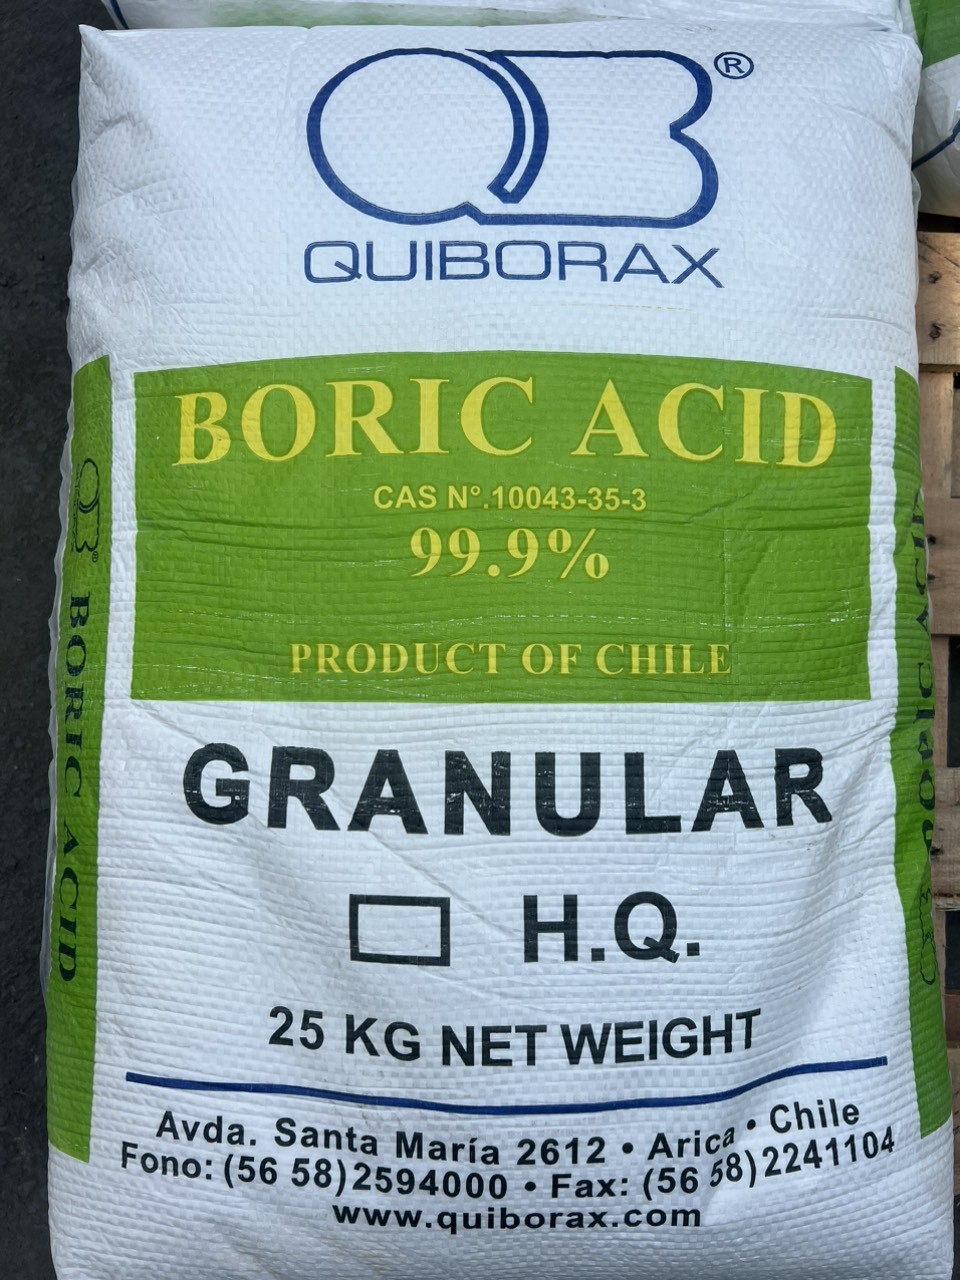 QB®
QUIBORAX
BORIC ACID
CAS N°.10043-35-3
99.9%
PRODUCT OF CHILE
GRANULAR
H.Q.
25 KG NET WEIGHT
Avda. Santa María 2612 • Arica • Chile
Fono: (56 58)2594000 • Fax: (56 58)2241104
www.quiborax.com
QB® BORIC ACID
BORIC ACID